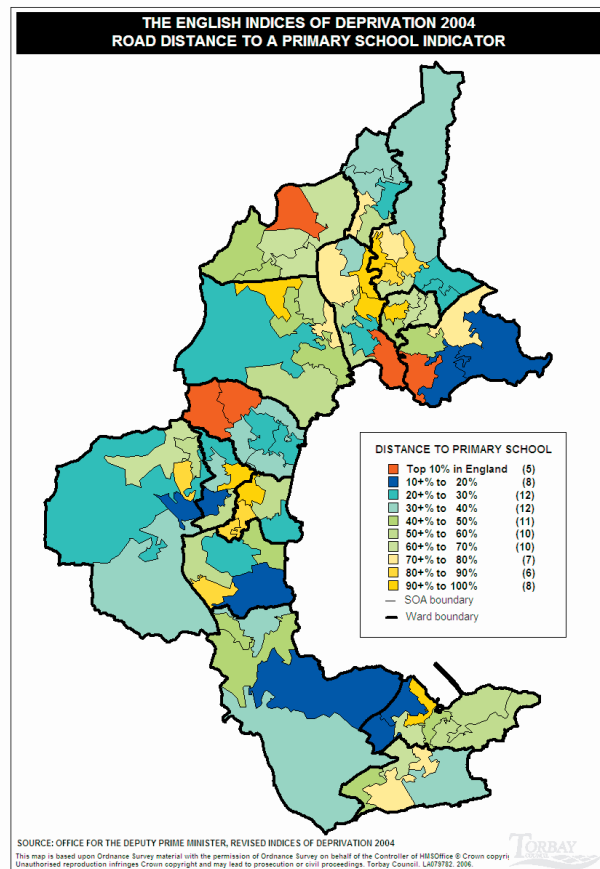 THE ENGLISH INDICES OF DEPRIVATION 2004
ROAD DISTANCE TO A PRIMARY SCHOOL INDICATOR
DISTANCE TO PRIMARY SCHOOL
Top 10% in England (5)
10+% to 20% (8)
20+% to 30% (12)
30+% to 40% (12)
40+% to 50% (11)
50+% to 60% (10)
60+% to 70% (10)
70+% to 80% (7)
80+% to 90% (6)
90+% to 100% (8)
SOA boundary
Ward boundary
SOURCE: OFFICE FOR THE DEPUTY PRIME MINISTER, REVISED INDICES OF DEPRIVATION 2004
This map is based upon Ordnance Survey material with the permission of Ordnance Survey on behalf of the Controller of HMSOffice © Crown copyri
Unauthorised reproduction infringes Crown copyright and may lead to prosecution or civil proceedings. Torbay Council. LA079782. 2006.
TORBAY
COUNCIL